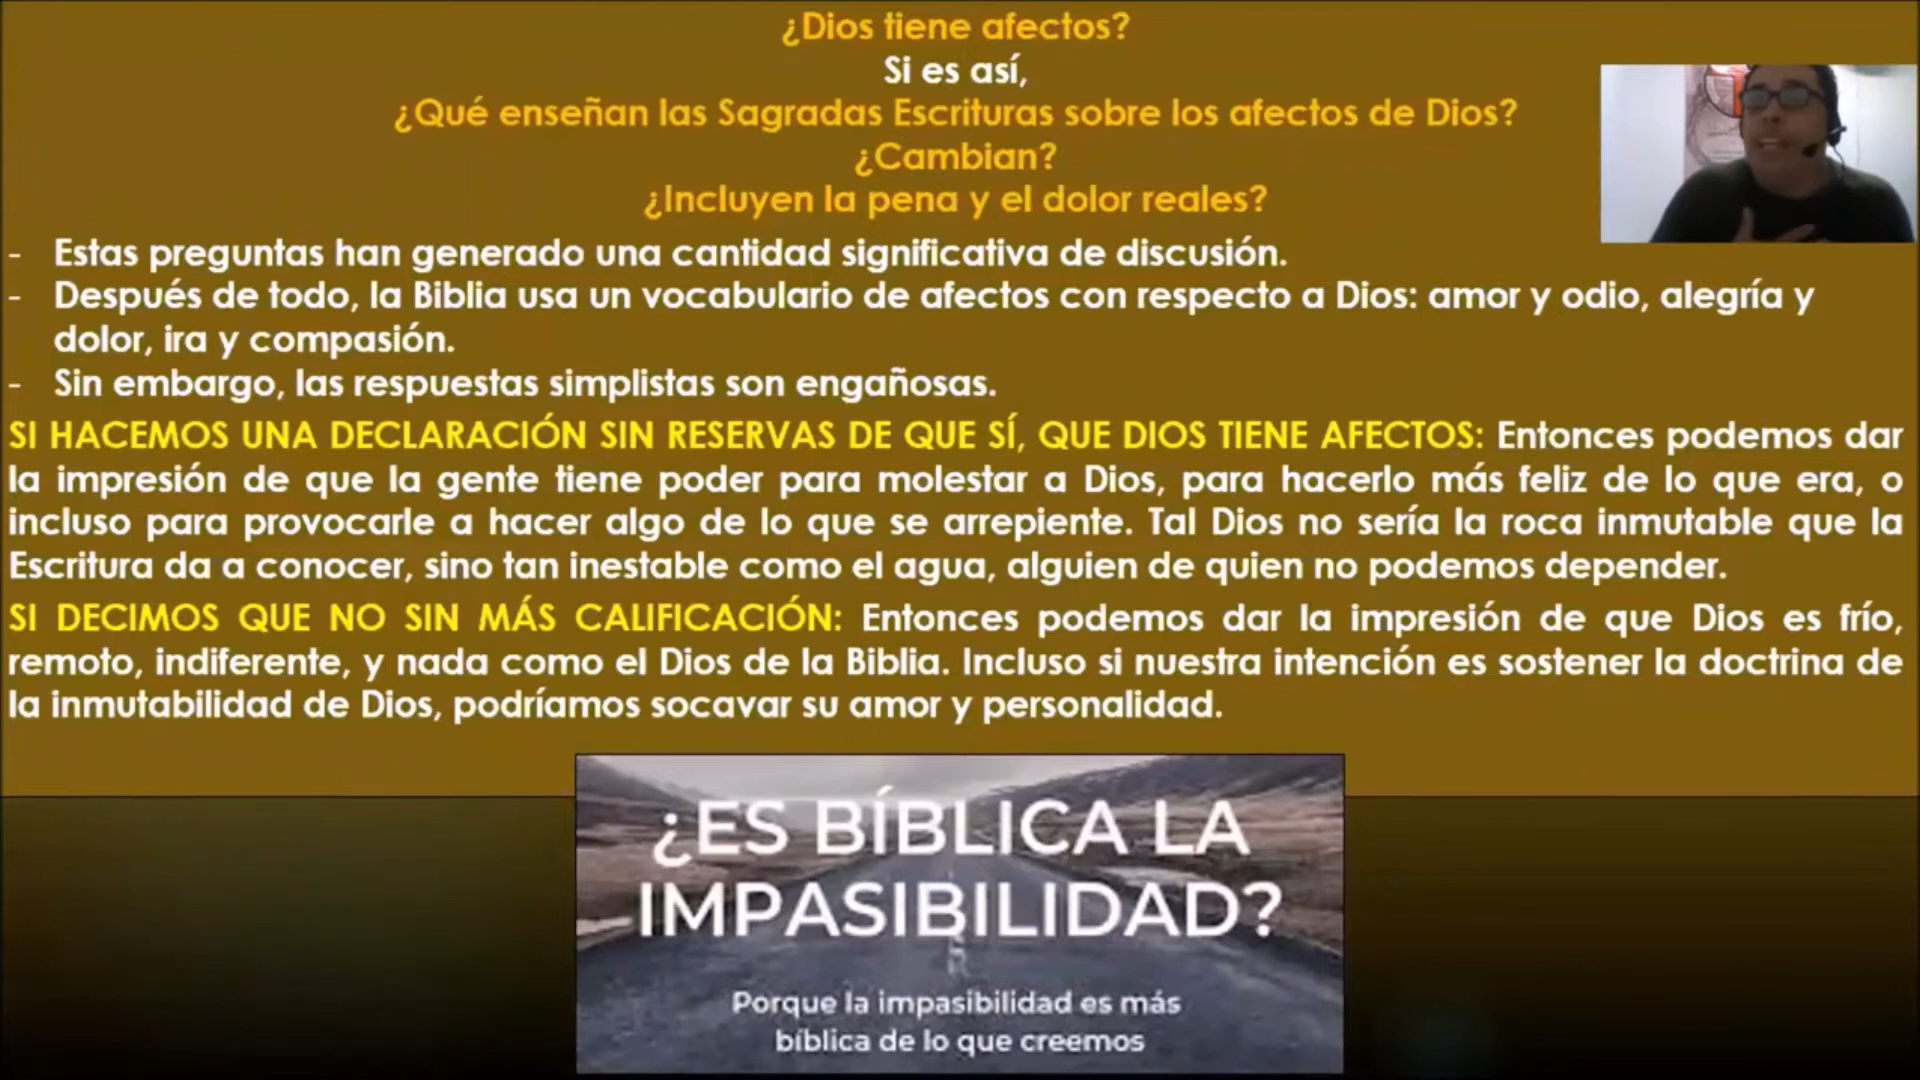 ¿Dios tiene afectos?
Si es así,
¿Qué enseñan las Sagradas Escrituras sobre los afectos de Dios?
¿Cambian?
¿Incluyen la pena y el dolor reales?
- Estas preguntas han generado una cantidad significativa de discusión.
- Después de todo, la Biblia usa un vocabulario de afectos con respecto a Dios: amor y odio, alegría y
dolor, ira y compasión.
- Sin embargo, las respuestas simplistas son engañosas.
SI HACEMOS UNA DECLARACIÓN SIN RESERVAS DE QUE SÍ, QUE DIOS TIENE AFECTOS: Entonces podemos dar
la impresión de que la gente tiene poder para molestar a Dios, para hacerlo más feliz de lo que era, o
incluso para provocarle a hacer algo de lo que se arrepiente. Tal Dios no sería la roca inmutable que la
Escritura da a conocer, sino tan inestable como el agua, alguien de quien no podemos depender.
SI DECIMOS QUE NO SIN MÁS CALIFICACIÓN: Entonces podemos dar la impresión de que Dios es frío,
remoto, indiferente, y nada como el Dios de la Biblia. Incluso si nuestra intención es sostener la doctrina de
la inmutabilidad de Dios, podríamos socavar su amor y personalidad.
¿ES BÍBLICA LA
IMPASIBILIDAD?
Porque la impasibilidad es más
bíblica de lo que creemos